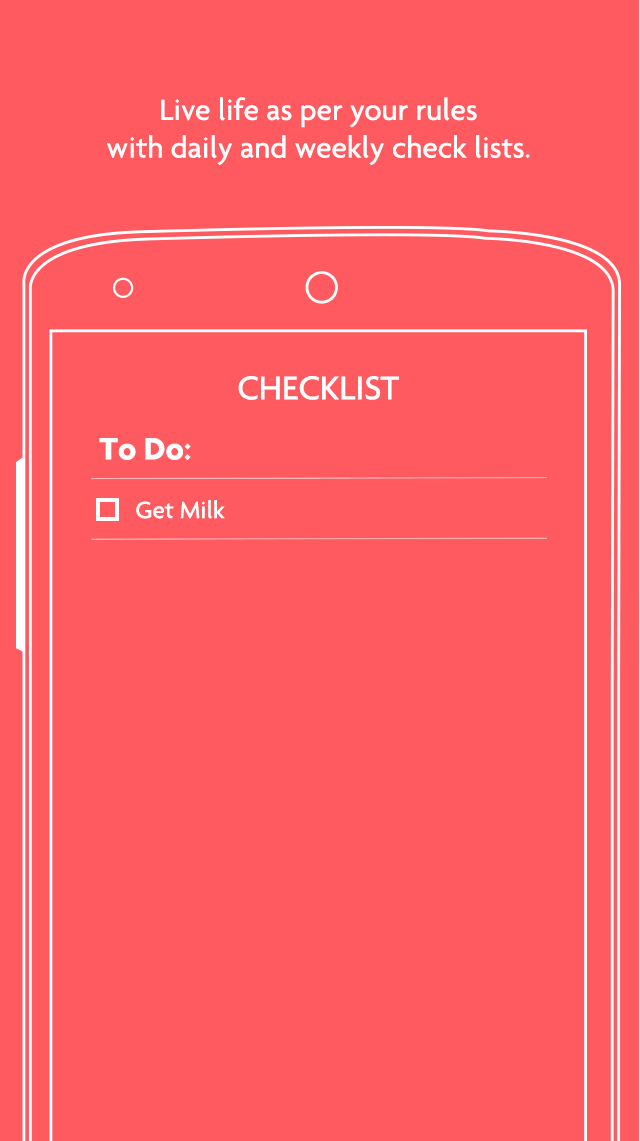 Live life as per your rules
with daily and weekly check lists.
CHECKLIST
To Do:
Get Milk